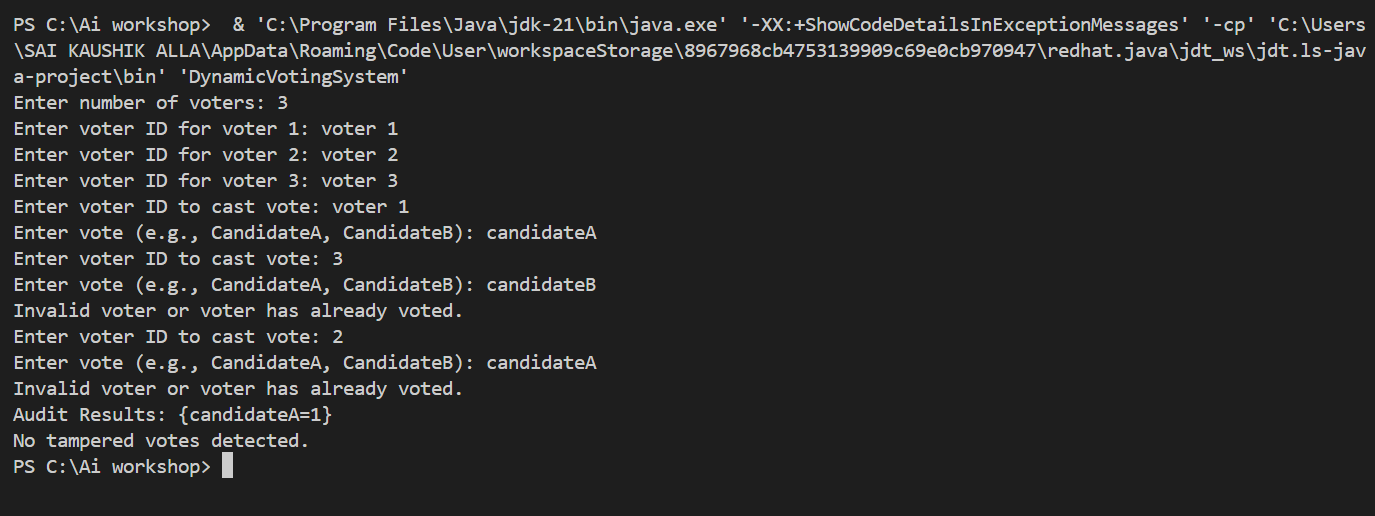 PS C:\Ai workshop>  & 'C:\Program Files\Java\jdk-21\bin\java.exe' '-XX:+ShowCodeDetailsInExceptionMessages' '-cp' 'C:\Users
\SAI KAUSHIK ALLA\AppData\Roaming\Code\User\workspaceStorage\8967968cb4753139909c69e0cb970947\redhat.java\jdt_ws\jdt.ls-jav
a-project\bin' 'DynamicVotingSystem'
Enter number of voters: 3
Enter voter ID for voter 1: voter 1
Enter voter ID for voter 2: voter 2
Enter voter ID for voter 3: voter 3
Enter voter ID to cast vote: voter 1
Enter vote (e.g., CandidateA, CandidateB): candidateA
Enter voter ID to cast vote: 3
Enter vote (e.g., CandidateA, CandidateB): candidateB
Invalid voter or voter has already voted.
Enter voter ID to cast vote: 2
Enter vote (e.g., CandidateA, CandidateB): candidateA
Invalid voter or voter has already voted.
Audit Results: {candidateA=1}
No tampered votes detected.
PS C:\Ai workshop>